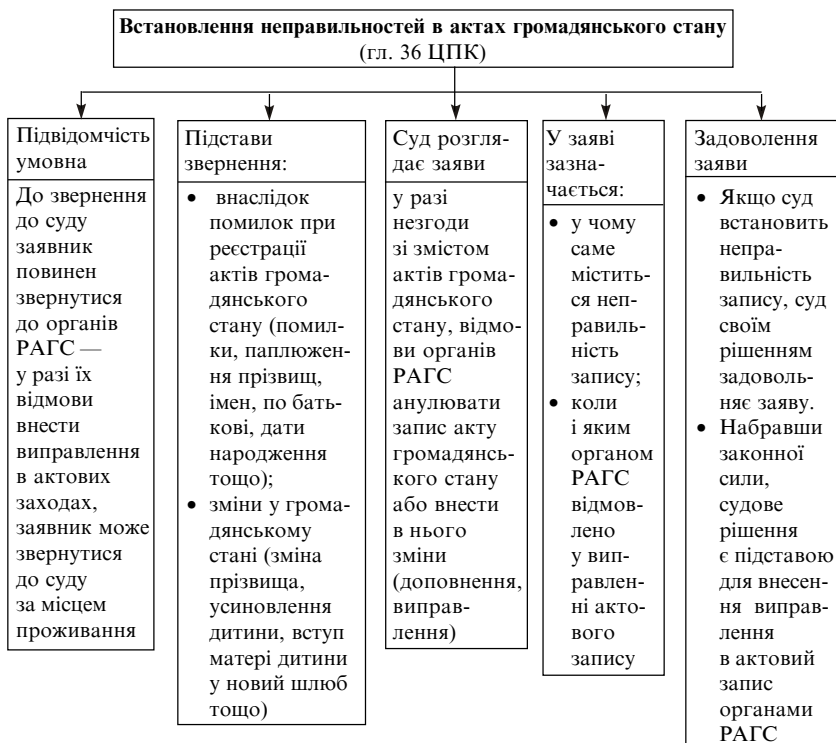 Встановлення неправильностей в актах громадянського стану
(гл. 36 ЦПК)
Підвідомчість
умовна
До звернення
до суду
заявник
повинен
звернутися
до органів
РАГС —
у разі їх
відмови
внести
виправлення
в актових
заходах,
заявник може
звернутися
до суду
за місцем
проживання
Підстави
звернення:
• внаслідок
помилок при
реєстрації
актів грома-
дянського
стану (помил-
ки, паплюжен-
ня прізвищ,
імен, по бать-
кові, дати
народження
тощо);
• зміни у грома-
дянському
стані (зміна
прізвища,
усиновлення
дитини, вступ
матері дитини
у новий шлюб
тощо)
Суд розгля-
дає заяви
у разі
незгоди
зі змістом
актів грома-
дянського
стану, відмо-
ви органів
РАГС
анулювати
запис акту
громадянсь-
кого стану
або внести
в нього
зміни
(доповнення,
виправ-
лення)
У заяві
зазна-
чається:
• у чому
саме
містить-
ся неп-
равиль-
ність
запису;
• коли
і яким
органом
РАГС
відмов-
лено
у вип-
равлен-
ні акто-
вого
запису
Задоволення
заяви
• Якщо суд
встановить
непра-
вильність
запису, суд
своїм
рішенням
задоволь-
няє заяву.
• Набравши
законної
сили,
судове
рішення
є підставою
для внесен-
ня виправ-
лення
в актовий
запис
органами
РАГС